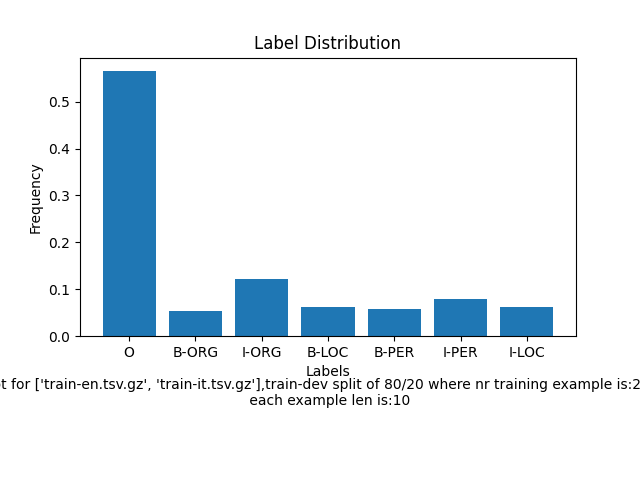 Label Distribution
Frequency
0.5
0.4
0.3
0.2
0.1
0.0
O B-ORG I-ORG B-LOC B-PER I-PER I-LOC
Labels
for ['train-en.tsv.gz', 'train-it.tsv.gz'],train-dev split of 80/20 where nr training example is:2
each example len is:10